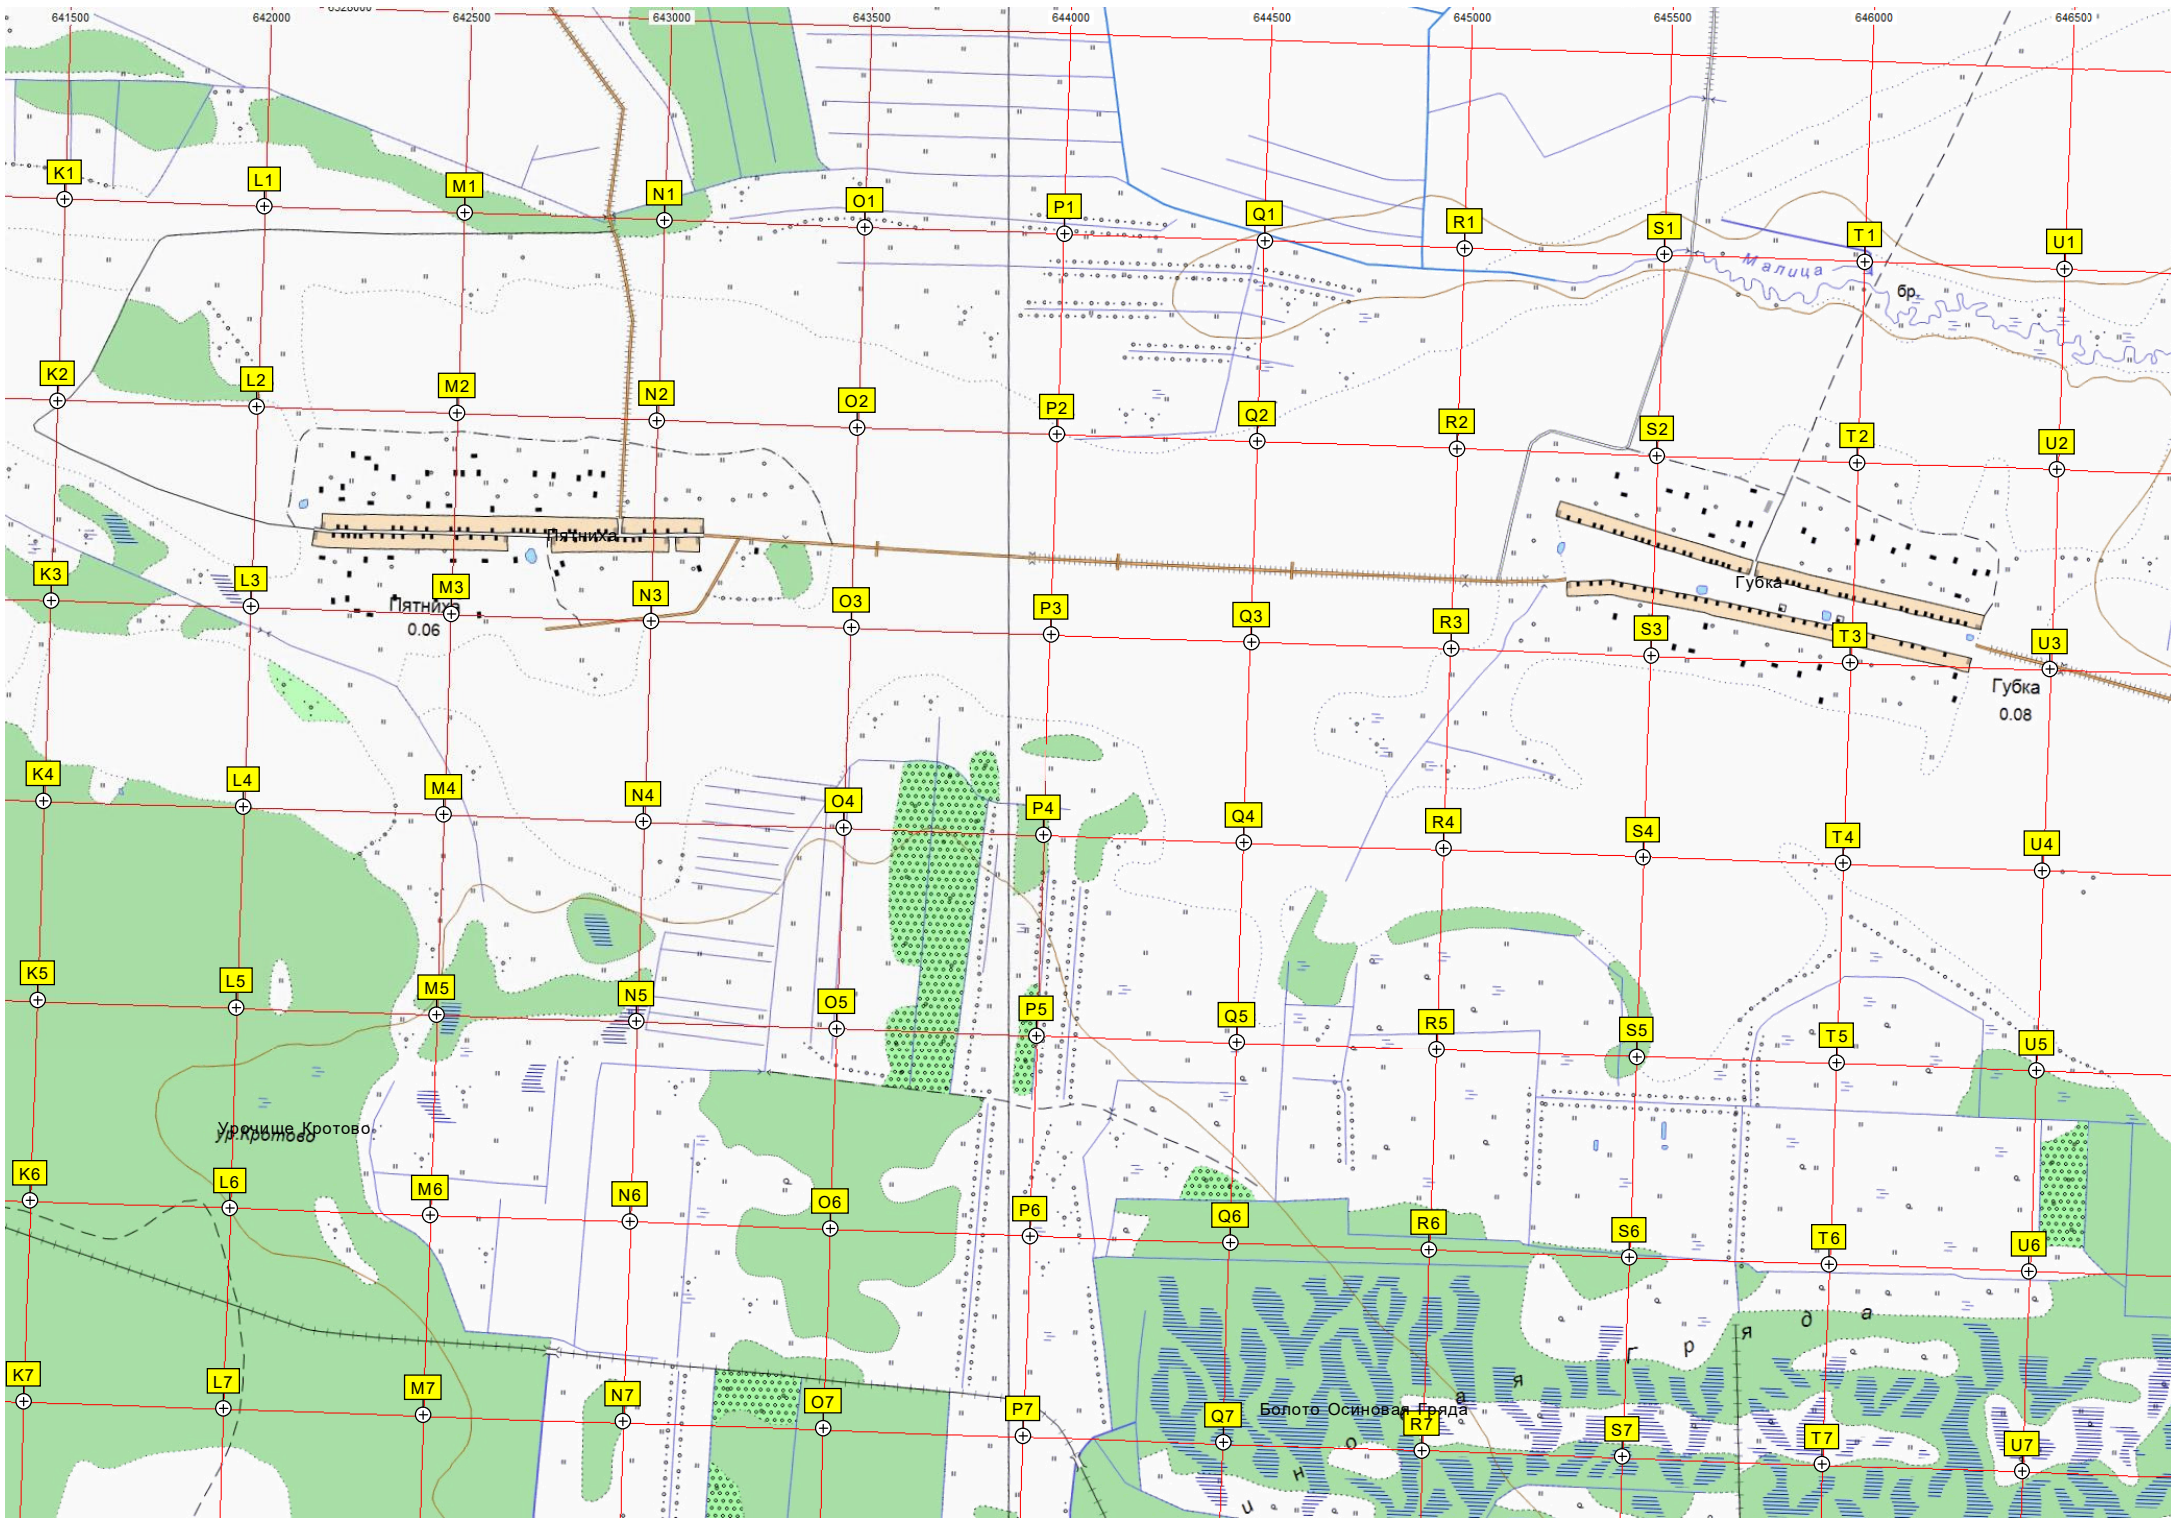 6328000
641500 642000 642500 643000 643500 644000 644500 645000 645500 646000 646500
K1 L1 M1 N1 O1 P1 Q1 R1 S1 T1 U1
Малица
бр.
K2 L2 M2 N2 O2 P2 Q2 R2 S2 T2 U2
Пятниха
Губка
K3 L3 M3 N3 O3 P3 Q3 R3 S3 T3 U3
Пятниха
0.06
Губка
0.08
K4 L4 M4 N4 O4 P4 Q4 R4 S4 T4 U4
K5 L5 M5 N5 O5 P5 Q5 R5 S5 T5 U5
Урочище Кротово
ур.Кротово
K6 L6 M6 N6 O6 P6 Q6 R6 S6 T6 U6
и н о а я Г р я д а
Болото Осиновая Гряда
K7 L7 M7 N7 O7 P7 Q7 R7 S7 T7 U7